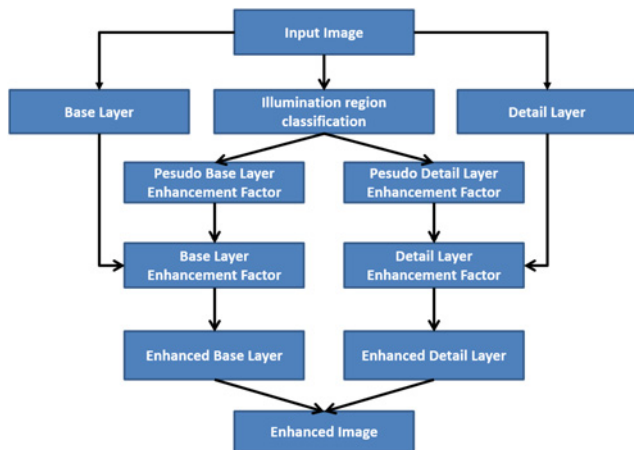 Input Image
Base Layer
Illumination region
classification
Detail Layer
Pesudo Base Layer
Enhancement Factor
Pesudo Detail Layer
Enhancement Factor
Base Layer
Enhancement Factor
Detail Layer
Enhancement Factor
Enhanced Base Layer
Enhanced Detail Layer
Enhanced Image